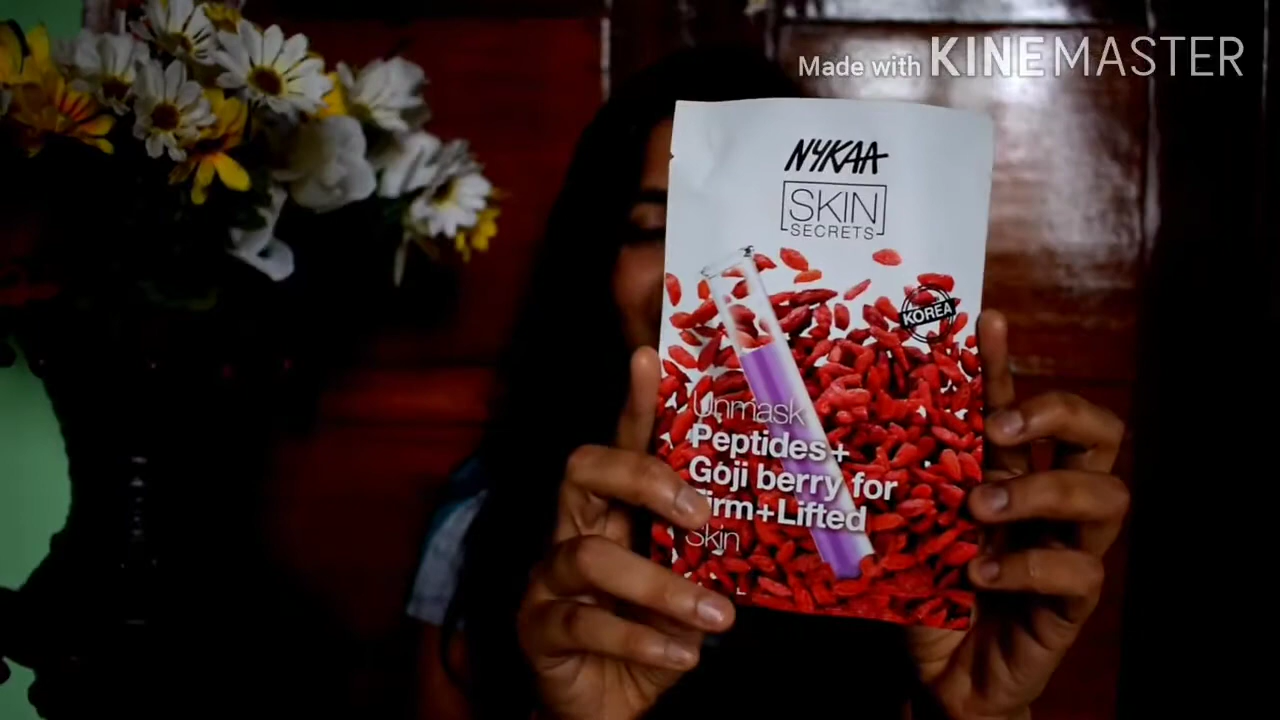 Made with KINEMASTER
NYKAA
SKIN
SECRETS
KOREA
Unmask
Peptides+
Goji berry for
Firm+Lifted
Skin